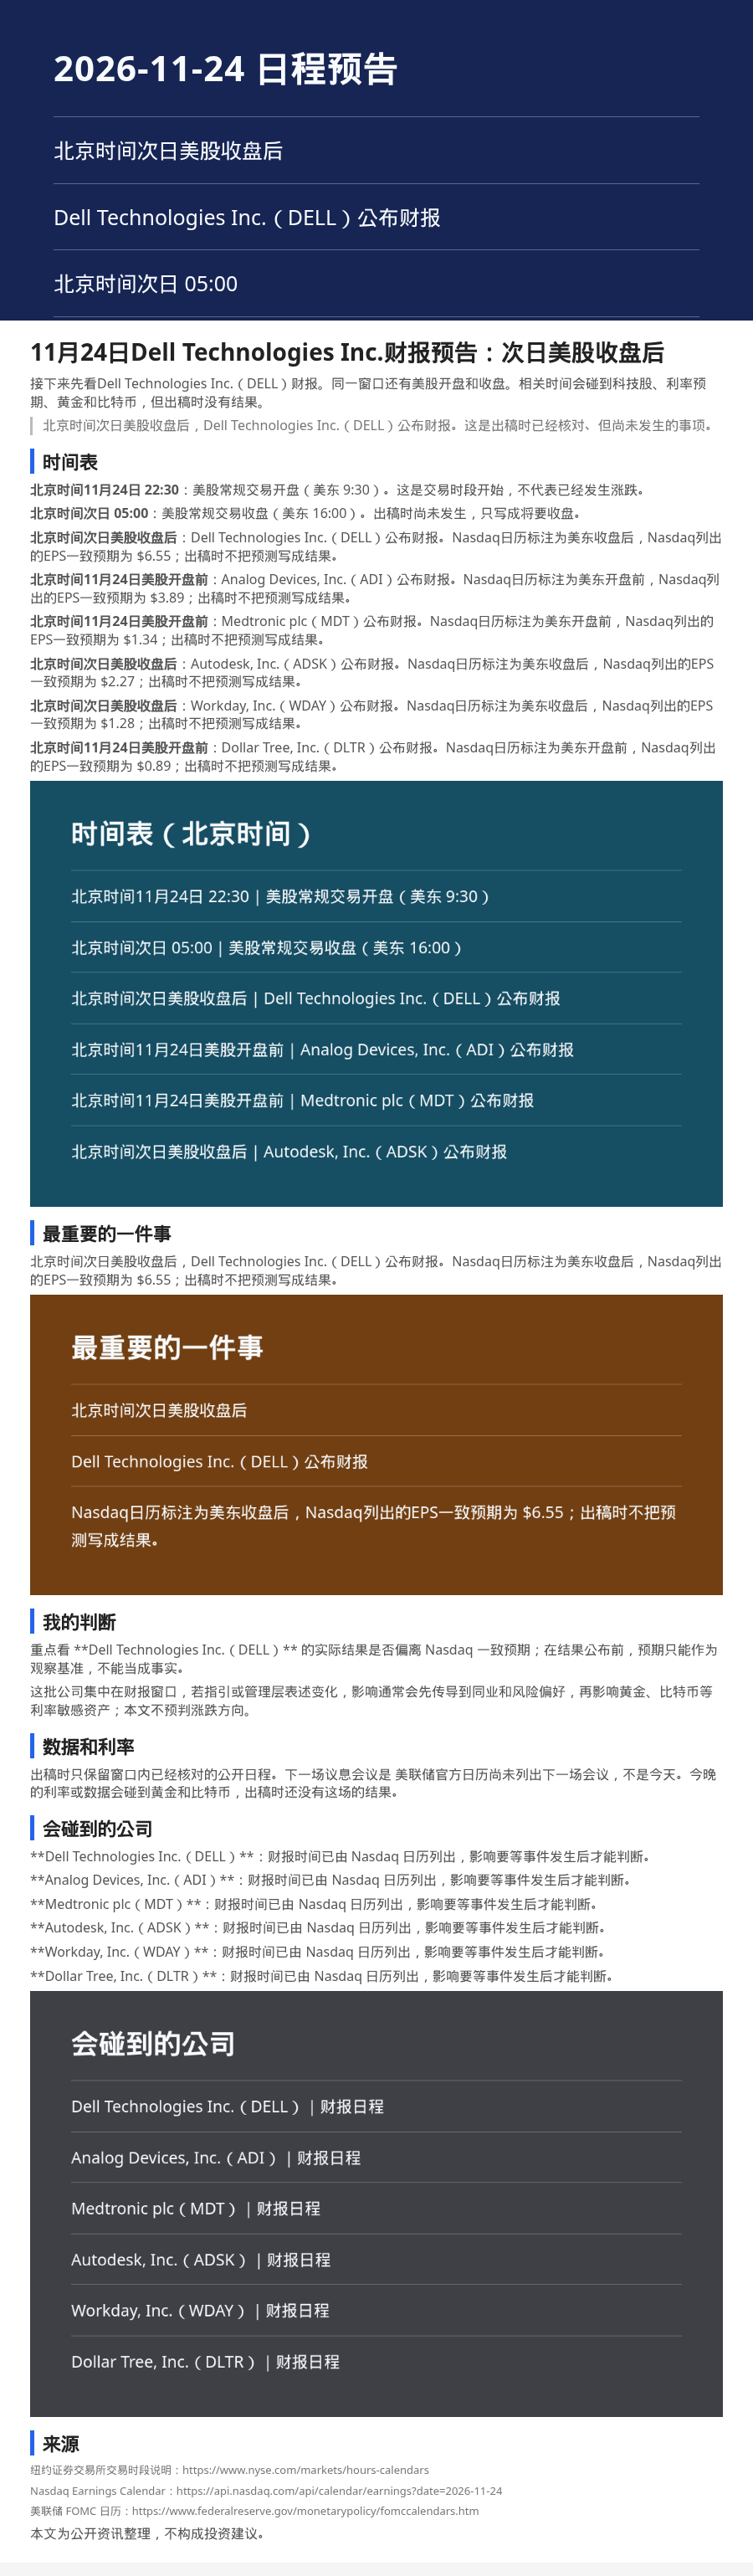 2026-11-24 日程预告
北京时间次日美股收盘后
Dell Technologies Inc.（DELL）公布财报
北京时间次日 05:00
11月24日Dell Technologies Inc.财报预告：次日美股收盘后
接下来先看Dell Technologies Inc.（DELL）财报。同一窗口还有美股开盘和收盘。相关时间会碰到科技股、利率预
期、黄金和比特币，但出稿时没有结果。
北京时间次日美股收盘后，Dell Technologies Inc.（DELL）公布财报。这是出稿时已经核对、但尚未发生的事项。
时间表
北京时间11月24日 22:30：美股常规交易开盘（美东 9:30）。这是交易时段开始，不代表已经发生涨跌。
北京时间次日 05:00：美股常规交易收盘（美东 16:00）。出稿时尚未发生，只写成将要收盘。
北京时间次日美股收盘后：Dell Technologies Inc.（DELL）公布财报。Nasdaq日历标注为美东收盘后，Nasdaq列出
的EPS一致预期为 $6.55；出稿时不把预测写成结果。
北京时间11月24日美股开盘前：Analog Devices, Inc.（ADI）公布财报。Nasdaq日历标注为美东开盘前，Nasdaq列
出的EPS一致预期为 $3.89；出稿时不把预测写成结果。
北京时间11月24日美股开盘前：Medtronic plc（MDT）公布财报。Nasdaq日历标注为美东开盘前，Nasdaq列出的
EPS一致预期为 $1.34；出稿时不把预测写成结果。
北京时间次日美股收盘后：Autodesk, Inc.（ADSK）公布财报。Nasdaq日历标注为美东收盘后，Nasdaq列出的EPS
一致预期为 $2.27；出稿时不把预测写成结果。
北京时间次日美股收盘后：Workday, Inc.（WDAY）公布财报。Nasdaq日历标注为美东收盘后，Nasdaq列出的EPS
一致预期为 $1.28；出稿时不把预测写成结果。
北京时间11月24日美股开盘前：Dollar Tree, Inc.（DLTR）公布财报。Nasdaq日历标注为美东开盘前，Nasdaq列出
的EPS一致预期为 $0.89；出稿时不把预测写成结果。
时间表（北京时间）
北京时间11月24日 22:30｜美股常规交易开盘（美东 9:30）
北京时间次日 05:00｜美股常规交易收盘（美东 16:00）
北京时间次日美股收盘后｜Dell Technologies Inc.（DELL）公布财报
北京时间11月24日美股开盘前｜Analog Devices, Inc.（ADI）公布财报
北京时间11月24日美股开盘前｜Medtronic plc（MDT）公布财报
北京时间次日美股收盘后｜Autodesk, Inc.（ADSK）公布财报
最重要的一件事
北京时间次日美股收盘后，Dell Technologies Inc.（DELL）公布财报。Nasdaq日历标注为美东收盘后，Nasdaq列出
的EPS一致预期为 $6.55；出稿时不把预测写成结果。
最重要的一件事
北京时间次日美股收盘后
Dell Technologies Inc.（DELL）公布财报
Nasdaq日历标注为美东收盘后，Nasdaq列出的EPS一致预期为 $6.55；出稿时不把预
测写成结果。
我的判断
重点看 **Dell Technologies Inc.（DELL）** 的实际结果是否偏离 Nasdaq 一致预期；在结果公布前，预期只能作为
观察基准，不能当成事实。
这批公司集中在财报窗口，若指引或管理层表述变化，影响通常会先传导到同业和风险偏好，再影响黄金、比特币等
利率敏感资产；本文不预判涨跌方向。
数据和利率
出稿时只保留窗口内已经核对的公开日程。下一场议息会议是 美联储官方日历尚未列出下一场会议，不是今天。今晚
的利率或数据会碰到黄金和比特币，出稿时还没有这场的结果。
会碰到的公司
**Dell Technologies Inc.（DELL）**：财报时间已由 Nasdaq 日历列出，影响要等事件发生后才能判断。
**Analog Devices, Inc.（ADI）**：财报时间已由 Nasdaq 日历列出，影响要等事件发生后才能判断。
**Medtronic plc（MDT）**：财报时间已由 Nasdaq 日历列出，影响要等事件发生后才能判断。
**Autodesk, Inc.（ADSK）**：财报时间已由 Nasdaq 日历列出，影响要等事件发生后才能判断。
**Workday, Inc.（WDAY）**：财报时间已由 Nasdaq 日历列出，影响要等事件发生后才能判断。
**Dollar Tree, Inc.（DLTR）**：财报时间已由 Nasdaq 日历列出，影响要等事件发生后才能判断。
会碰到的公司
Dell Technologies Inc.（DELL）｜财报日程
Analog Devices, Inc.（ADI）｜财报日程
Medtronic plc（MDT）｜财报日程
Autodesk, Inc.（ADSK）｜财报日程
Workday, Inc.（WDAY）｜财报日程
Dollar Tree, Inc.（DLTR）｜财报日程
来源
纽约证券交易所交易时段说明：https://www.nyse.com/markets/hours-calendars
Nasdaq Earnings Calendar：https://api.nasdaq.com/api/calendar/earnings?date=2026-11-24
美联储 FOMC 日历：https://www.federalreserve.gov/monetarypolicy/fomccalendars.htm
本文为公开资讯整理，不构成投资建议。